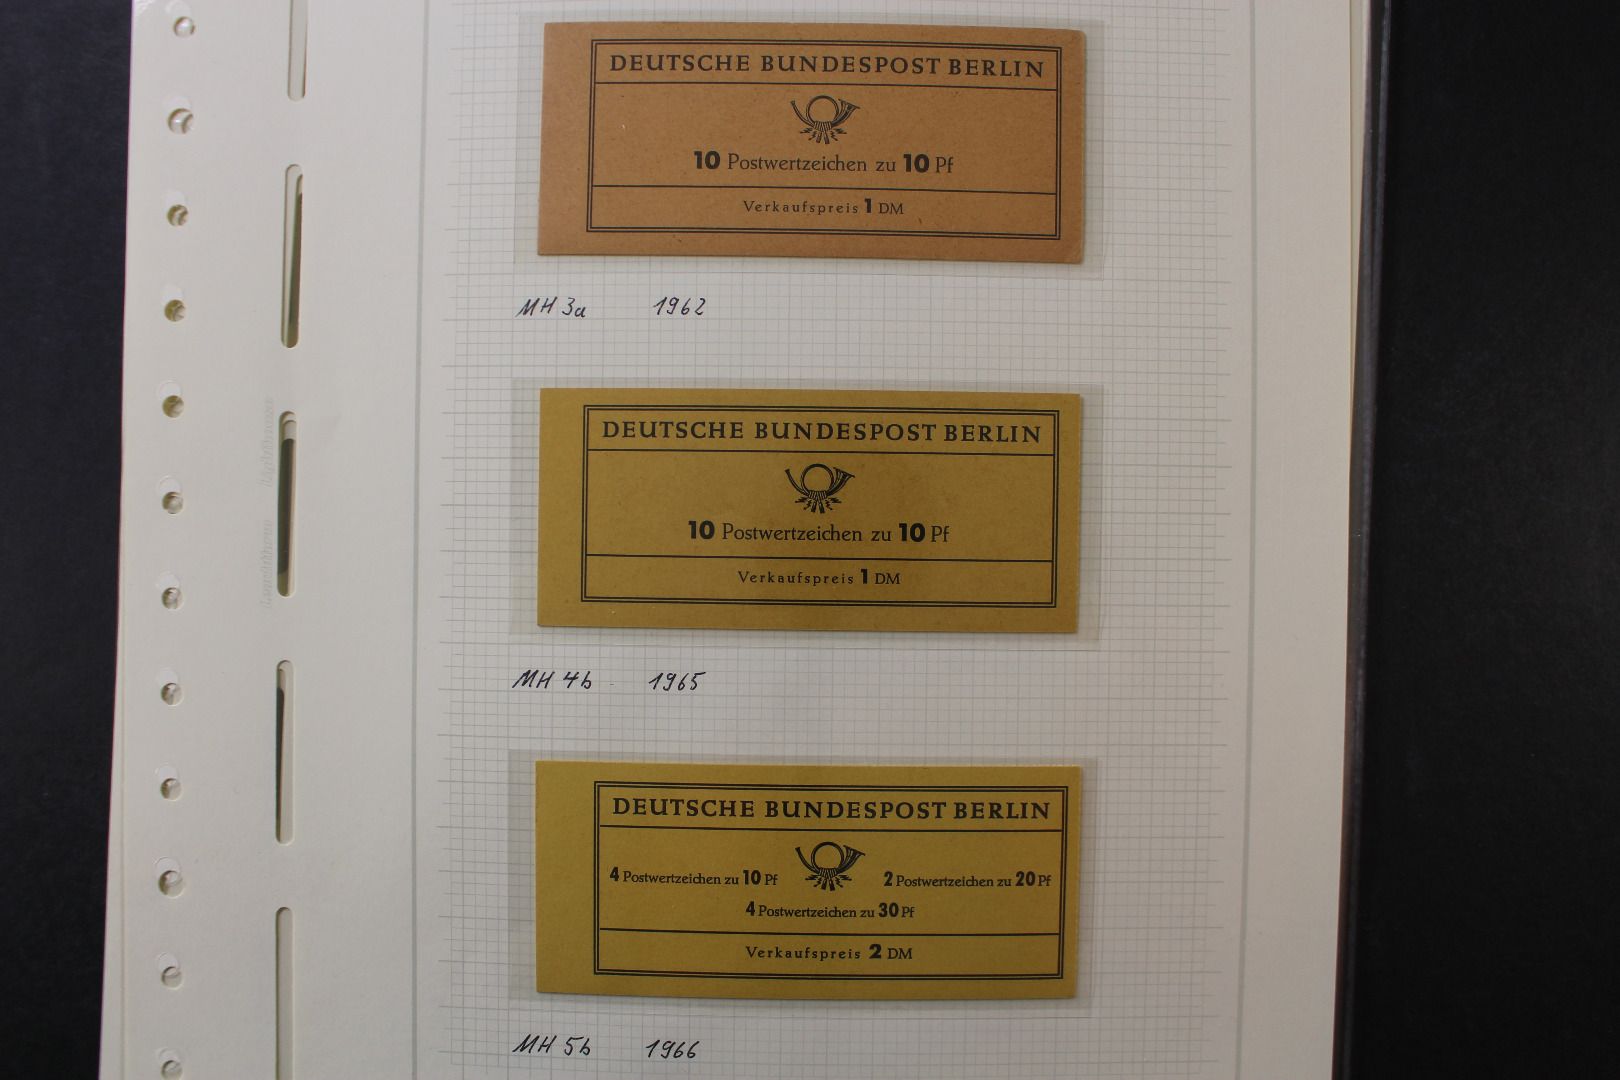 DEUTSCHE BUNDESPOST BERLIN
10 Postwertzeichen zu 10 Pf
Verkaufspreis 1 DM
MH 3a 1962
DEUTSCHE BUNDESPOST BERLIN
10 Postwertzeichen zu 10 Pf
Verkaufspreis 1 DM
MH 4b 1965
DEUTSCHE BUNDESPOST BERLIN
4 Postwertzeichen zu 10 Pf 2 Postwertzeichen zu 20 Pf
4 Postwertzeichen zu 30 Pf
Verkaufspreis 2 DM
MH 5b 1966